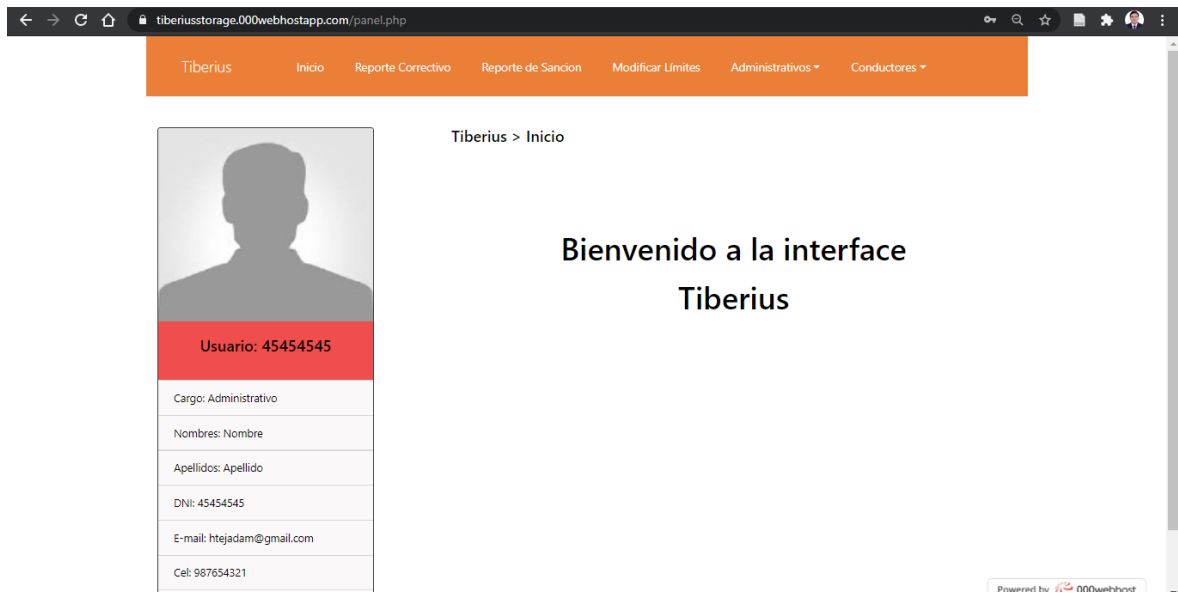 tiberiusstorage.000webhostapp.com/panel.php
Tiberius Inicio Reporte Correctivo Reporte de Sancion Modificar Límites Administrativos Conductores
Tiberius > Inicio
Bienvenido a la interface
Tiberius
Usuario: 45454545
Cargo: Administrativo
Nombres: Nombre
Apellidos: Apellido
DNI: 45454545
E-mail: htejadam@gmail.com
Cel: 987654321
Powered by 000webhost